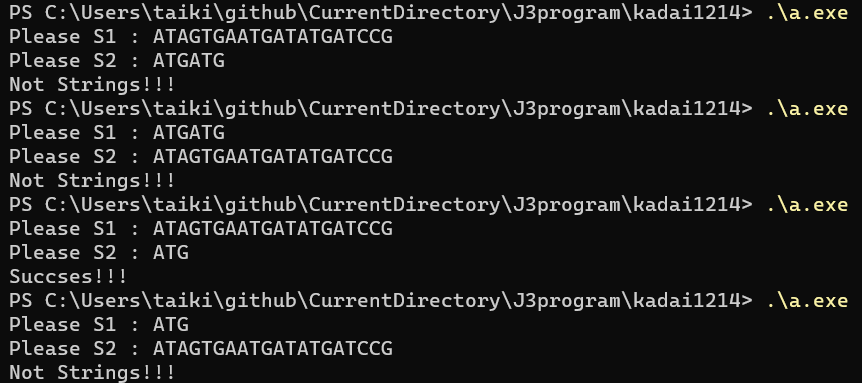 PS C:\Users\taiki\github\CurrentDirectory\J3program\kadai1214> .\a.exe
Please S1 : ATAGTGAATGATATGATCCG
Please S2 : ATGATG
Not Strings!!!
PS C:\Users\taiki\github\CurrentDirectory\J3program\kadai1214> .\a.exe
Please S1 : ATGATG
Please S2 : ATAGTGAATGATATGATCCG
Not Strings!!!
PS C:\Users\taiki\github\CurrentDirectory\J3program\kadai1214> .\a.exe
Please S1 : ATAGTGAATGATATGATCCG
Please S2 : ATG
Succses!!!
PS C:\Users\taiki\github\CurrentDirectory\J3program\kadai1214> .\a.exe
Please S1 : ATG
Please S2 : ATAGTGAATGATATGATCCG
Not Strings!!!